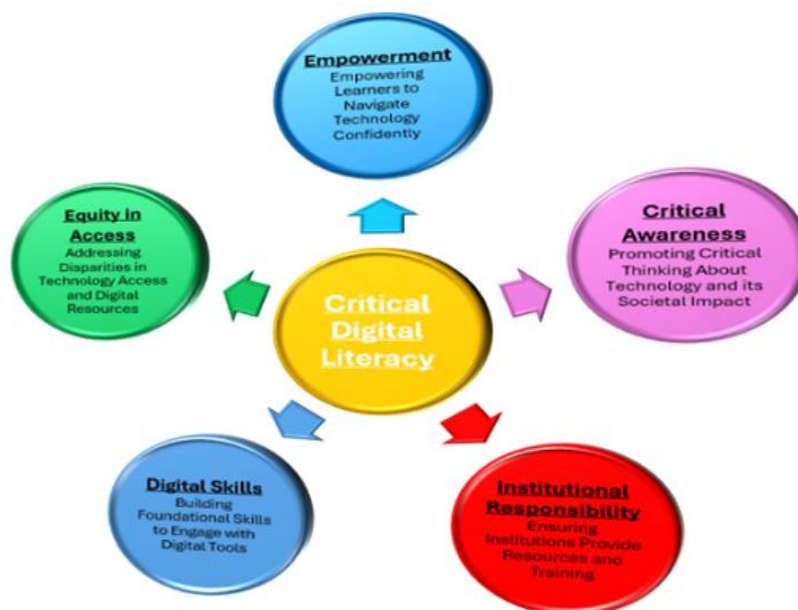 Empowerment
Empowering
Learners to
Navigate
Technology
Confidently
Equity in
Access
Addressing
Disparities in
Technology Access
and Digital
Resources
Critical
Awareness
Promoting Critical
Thinking About
Technology and its
Societal Impact
Critical
Digital
Literacy
Digital Skills
Building
Foundational Skills
to Engage with
Digital Tools
Institutional
Responsibility
Ensuring
Institutions Provide
Resources and
Training